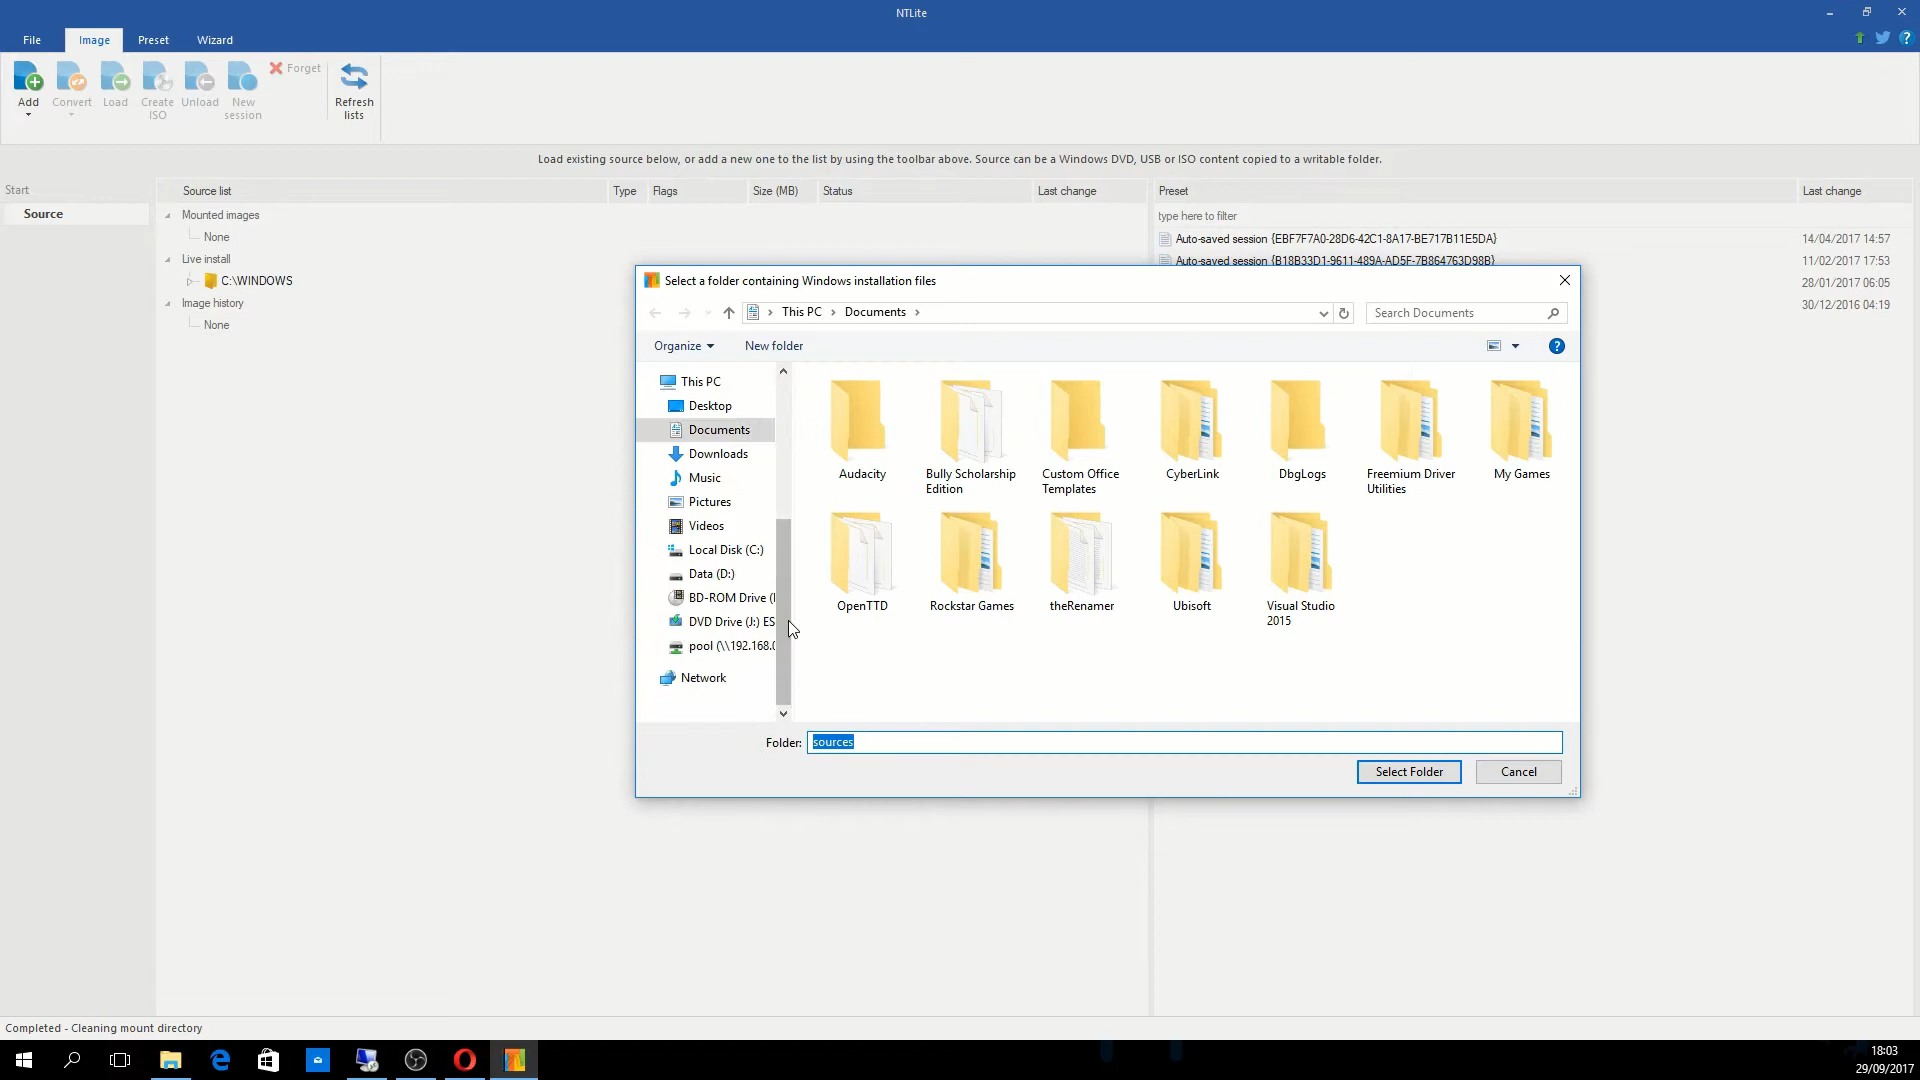 NTLite
File
Image
Preset
Wizard
Add
Convert
Load
Create
ISO
Unload
New
session
Forget
Refresh
lists
Load existing source below, or add a new one to the list by using the toolbar above. Source can be a Windows DVD, USB or ISO content copied to a writable folder.
Start
Source
Source list
Type
Flags
Size (MB)
Status
Last change
Mounted images
None
Live install
C:\WINDOWS
Image history
None
Preset
Last change
type here to filter
Auto-saved session {EBF7F7A0-28D6-42C1-8A17-BE717B11E5DA}
14/04/2017 14:57
Auto-saved session {B18B33D1-9611-489A-AD5F-7B864763D98B}
11/02/2017 17:53
28/01/2017 06:05
30/12/2016 04:19
Select a folder containing Windows installation files
This PC
Documents
Search Documents
Organize
New folder
This PC
Desktop
Documents
Downloads
Music
Pictures
Videos
Local Disk (C:)
Data (D:)
BD-ROM Drive (
DVD Drive (J:) ES
pool (\\192.168.0
Network
Audacity
Bully Scholarship
Edition
Custom Office
Templates
CyberLink
DbgLogs
Freemium Driver
Utilities
My Games
OpenTTD
Rockstar Games
theRenamer
Ubisoft
Visual Studio
2015
Folder:
sources
Select Folder
Cancel
Completed - Cleaning mount directory
18:03
29/09/2017